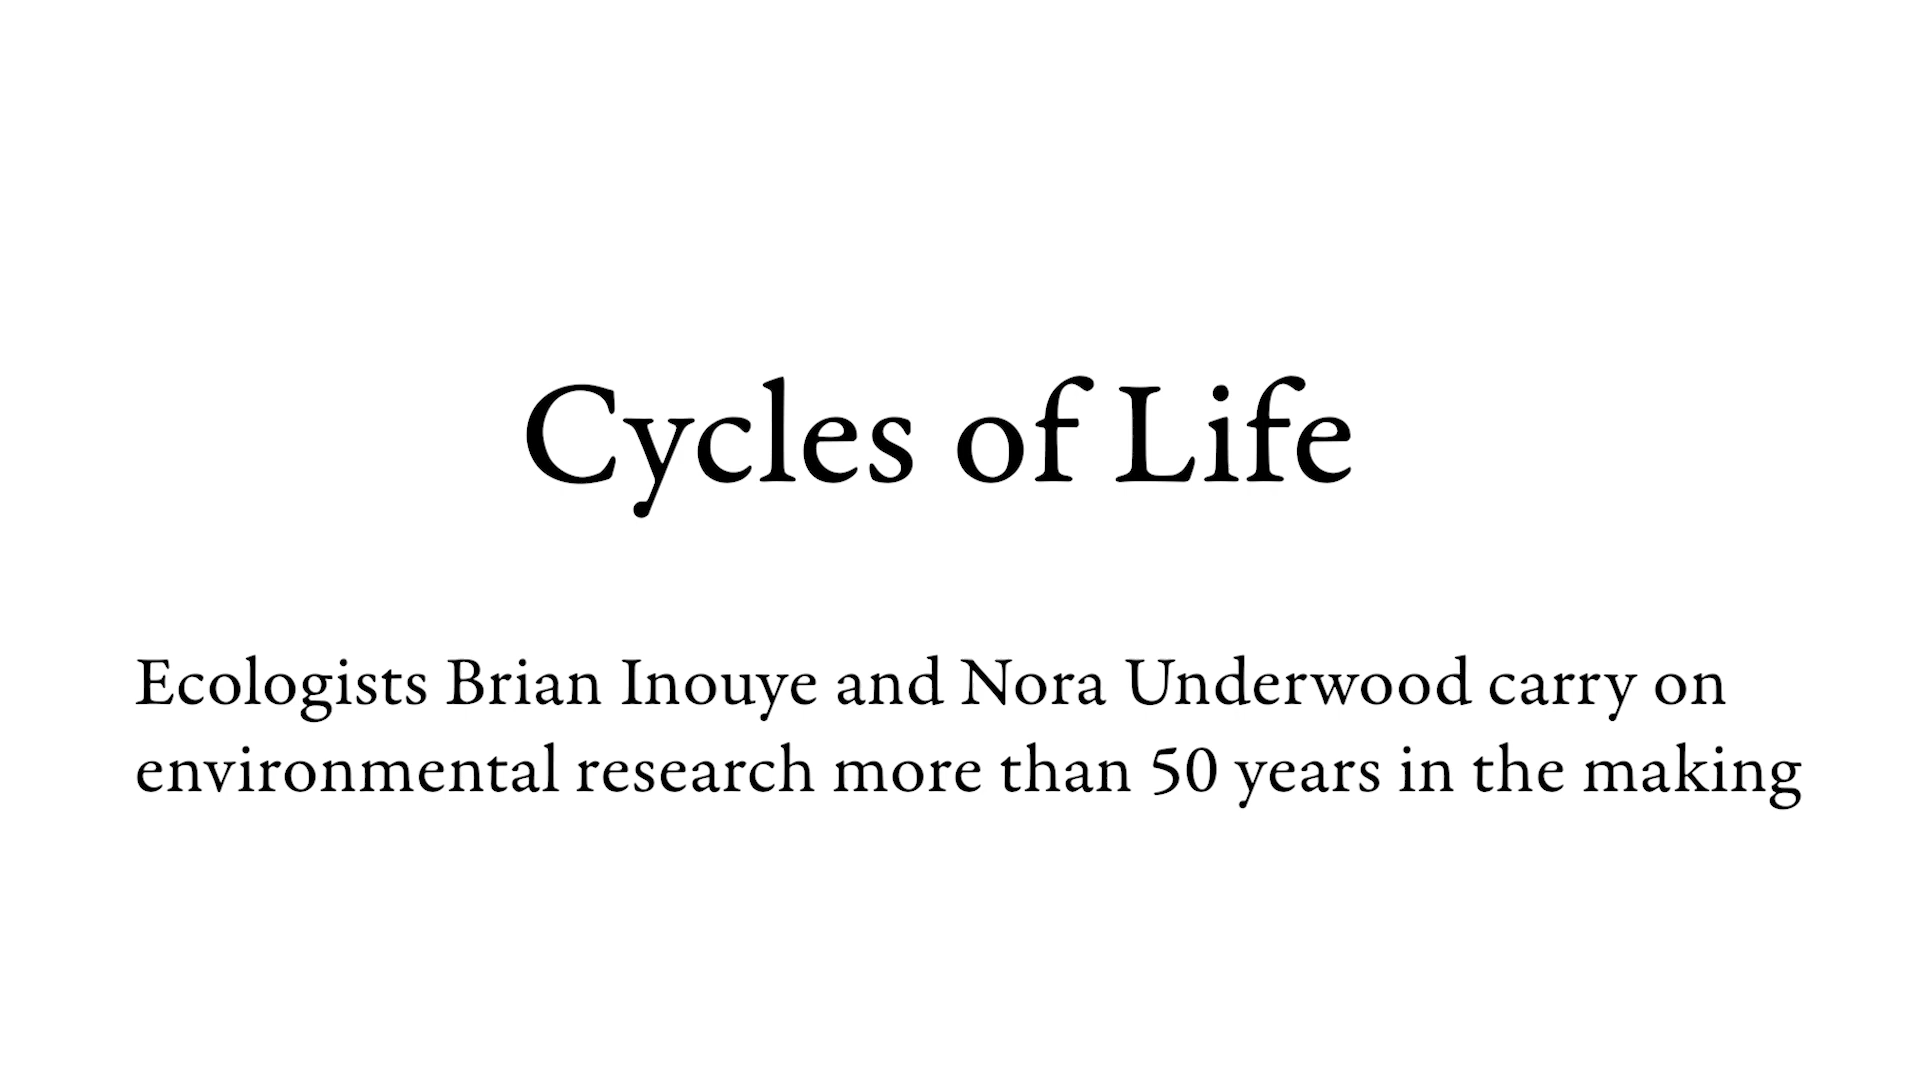 Cycles of Life
Ecologists Brian Inouye and Nora Underwood carry on
environmental research more than 50 years in the making